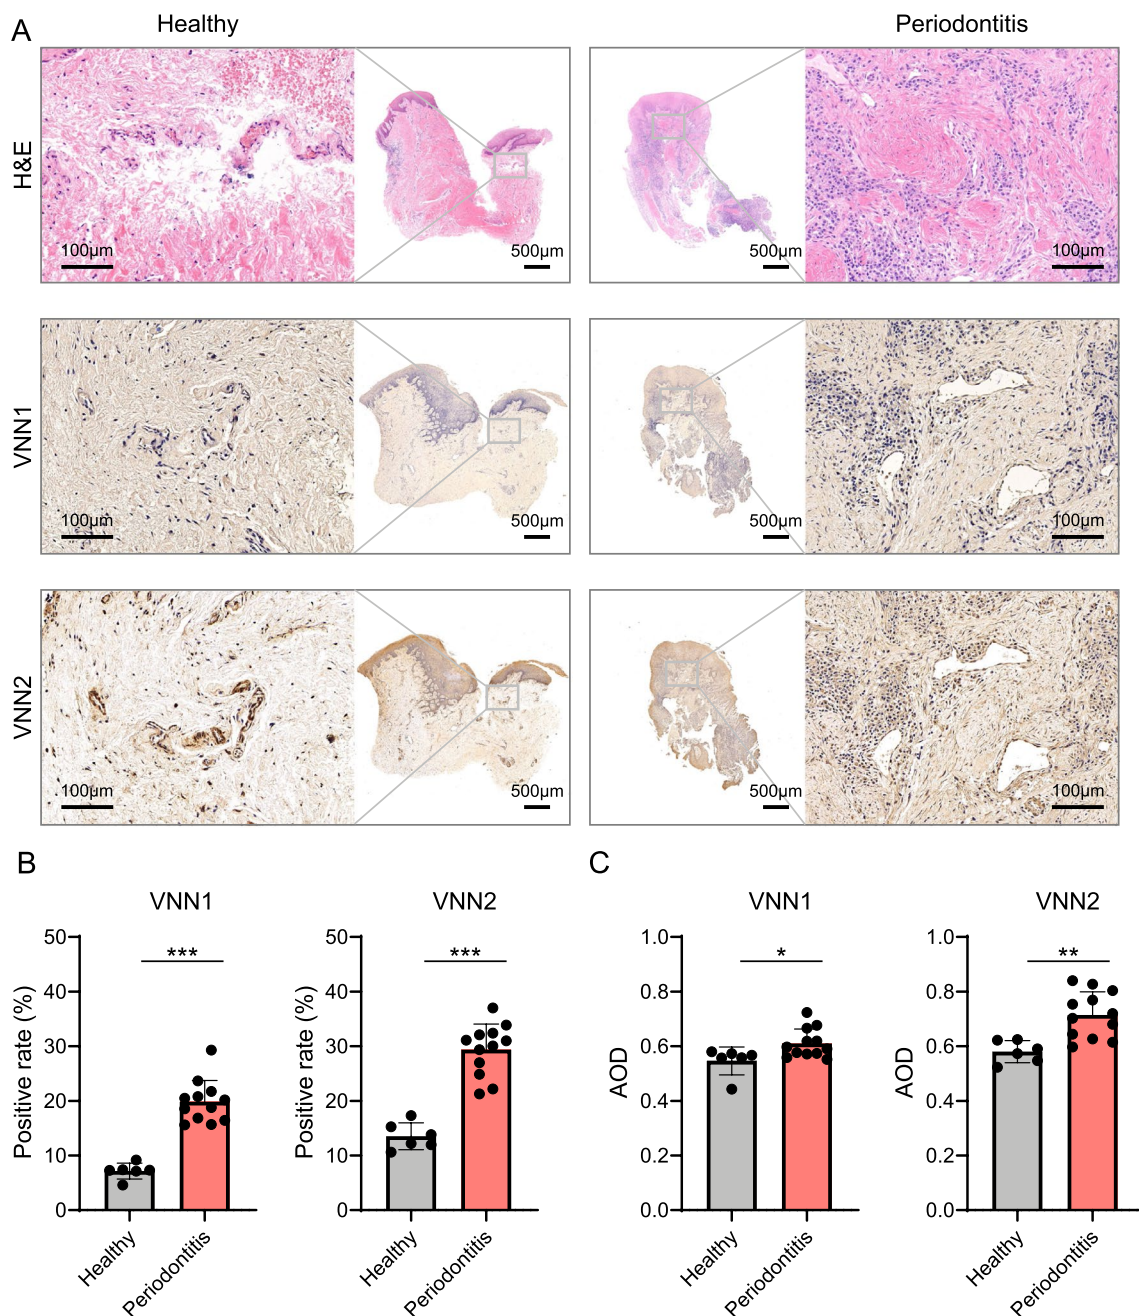 A
Healthy
Periodontitis
H&E
100µm
500µm
500µm
100µm
VNN1
100µm
500µm
500µm
100µm
VNN2
100µm
500µm
500µm
100µm
B
C
VNN1
VNN2
VNN1
VNN2
Positive rate (%)
50
40
30
20
10
0
***
Healthy
Periodontitis
Positive rate (%)
50
40
30
20
10
0
***
Healthy
Periodontitis
AOD
1.0
0.8
0.6
0.4
0.2
0.0
*
Healthy
Periodontitis
AOD
1.0
0.8
0.6
0.4
0.2
0.0
**
Healthy
Periodontitis